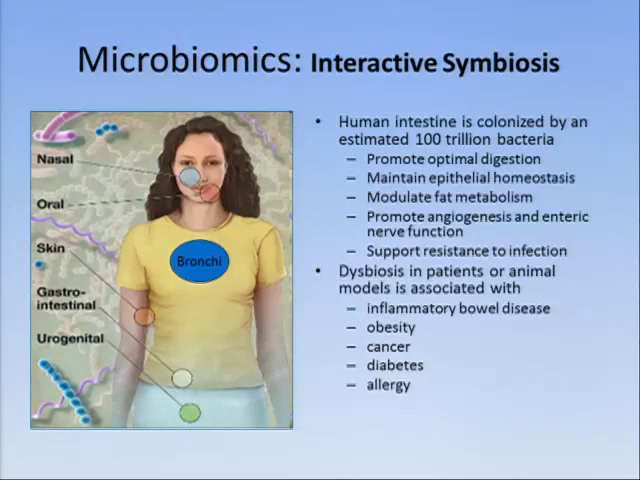 Microbiomics: Interactive Symbiosis
Nasal
Oral
Skin
Gastro-
intestinal
Urogenital
Bronchi
• Human intestine is colonized by an
estimated 100 trillion bacteria
– Promote optimal digestion
– Maintain epithelial homeostasis
– Modulate fat metabolism
– Promote angiogenesis and enteric
nerve function
– Support resistance to infection
• Dysbiosis in patients or animal
models is associated with
– inflammatory bowel disease
– obesity
– cancer
– diabetes
– allergy